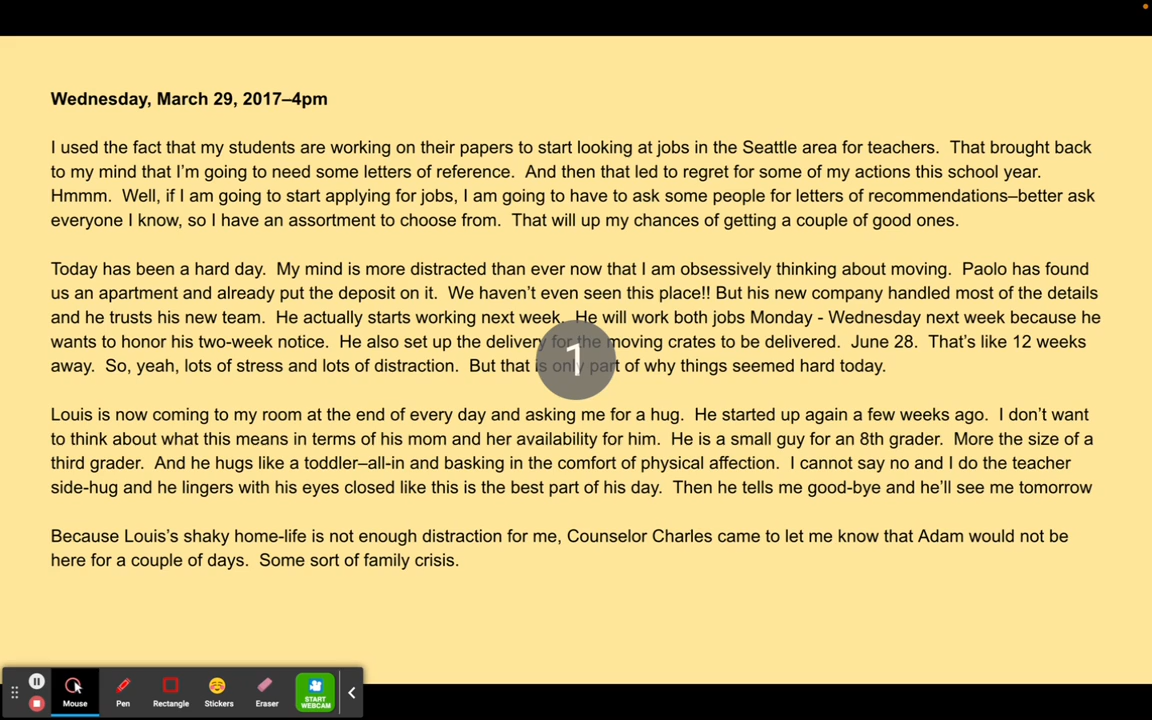 Wednesday, March 29, 2017–4pm
I used the fact that my students are working on their papers to start looking at jobs in the Seattle area for teachers.  That brought back
to my mind that I’m going to need some letters of reference.  And then that led to regret for some of my actions this school year.
Hmmm.  Well, if I am going to start applying for jobs, I am going to have to ask some people for letters of recommendations–better ask
everyone I know, so I have an assortment to choose from.  That will up my chances of getting a couple of good ones.
Today has been a hard day.  My mind is more distracted than ever now that I am obsessively thinking about moving.  Paolo has found
us an apartment and already put the deposit on it.  We haven’t even seen this place!! But his new company handled most of the details
and he trusts his new team.  He actually starts working next week.  He will work both jobs Monday - Wednesday next week because he
wants to honor his two-week notice.  He also set up the delivery for the moving crates to be delivered.  June 28.  That’s like 12 weeks
away.  So, yeah, lots of stress and lots of distraction.  But that is only part of why things seemed hard today.
1
Louis is now coming to my room at the end of every day and asking me for a hug.  He started up again a few weeks ago.  I don’t want
to think about what this means in terms of his mom and her availability for him.  He is a small guy for an 8th grader.  More the size of a
third grader.  And he hugs like a toddler–all-in and basking in the comfort of physical affection.  I cannot say no and I do the teacher
side-hug and he lingers with his eyes closed like this is the best part of his day.  Then he tells me good-bye and he’ll see me tomorrow
Because Louis’s shaky home-life is not enough distraction for me, Counselor Charles came to let me know that Adam would not be
here for a couple of days.  Some sort of family crisis.
Mouse Pen Rectangle Stickers Eraser START
WEBCAM